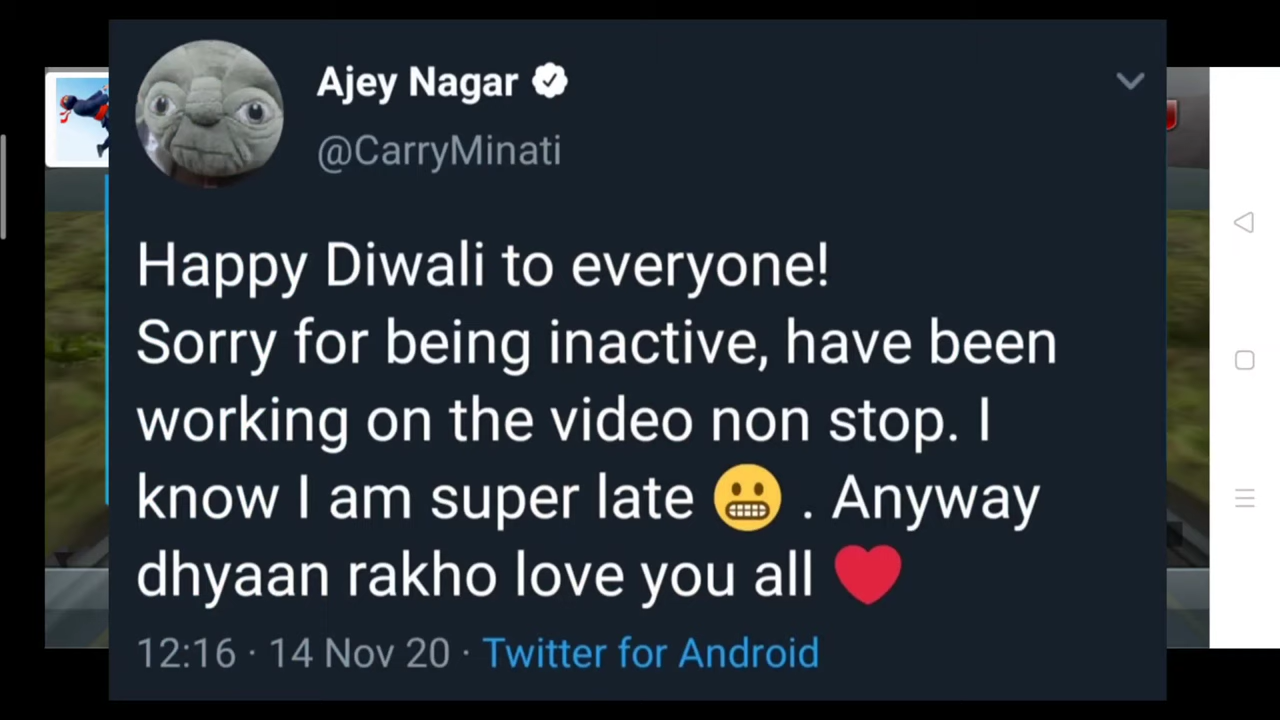 Ajey Nagar
@CarryMinati
Happy Diwali to everyone!
Sorry for being inactive, have been
working on the video non stop. I
know I am super late 😬 . Anyway
dhyaan rakho love you all ❤️
12:16 · 14 Nov 20 · Twitter for Android